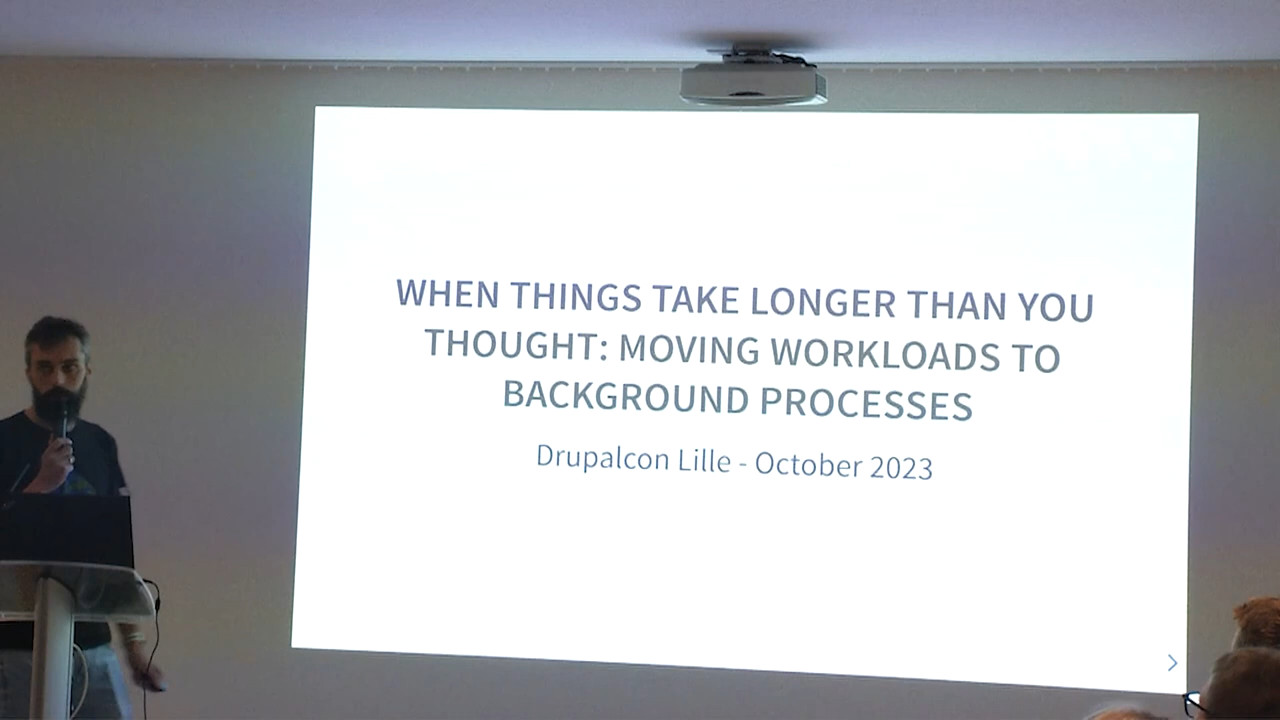 WHEN THINGS TAKE LONGER THAN YOU
THOUGHT: MOVING WORKLOADS TO
BACKGROUND PROCESSES
Drupalcon Lille - October 2023